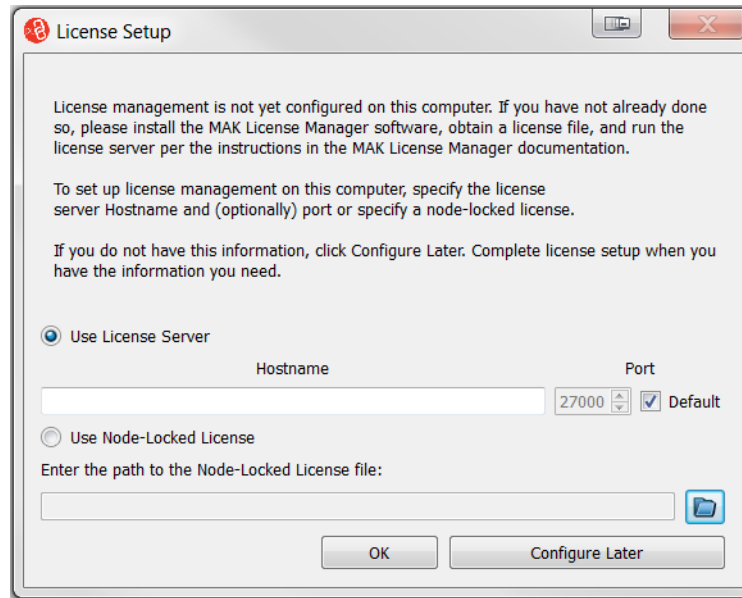 License Setup
License management is not yet configured on this computer. If you have not already done
so, please install the MAK License Manager software, obtain a license file, and run the
license server per the instructions in the MAK License Manager documentation.
To set up license management on this computer, specify the license
server Hostname and (optionally) port or specify a node-locked license.
If you do not have this information, click Configure Later. Complete license setup when you
have the information you need.
Use License Server
Hostname Port
27000 Default
Use Node-Locked License
Enter the path to the Node-Locked License file:
OK Configure Later